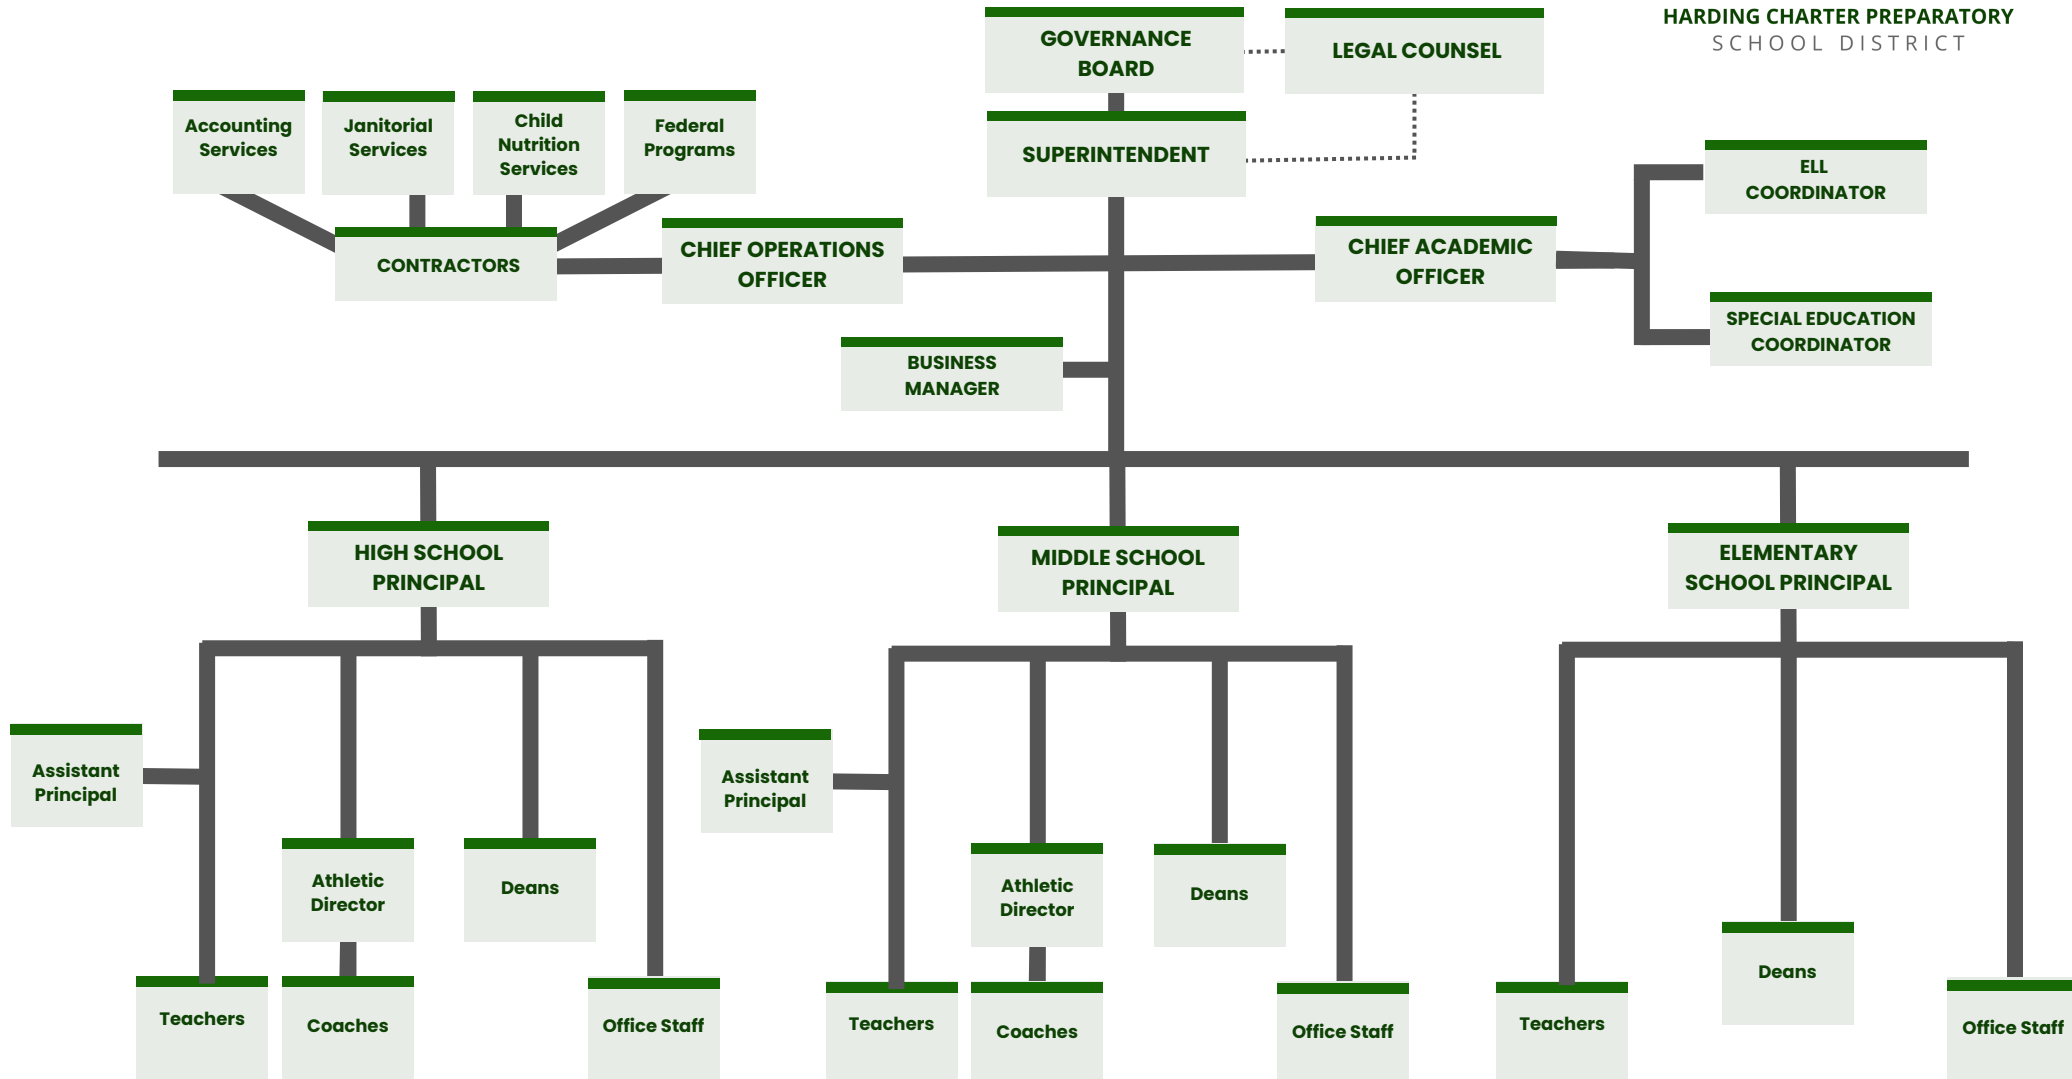 HARDING CHARTER PREPARATORY
SCHOOL DISTRICT
GOVERNANCE
BOARD
LEGAL COUNSEL
SUPERINTENDENT
Accounting
Services
Janitorial
Services
Child
Nutrition
Services
Federal
Programs
CONTRACTORS
CHIEF OPERATIONS
OFFICER
CHIEF ACADEMIC
OFFICER
ELL
COORDINATOR
SPECIAL EDUCATION
COORDINATOR
BUSINESS
MANAGER
HIGH SCHOOL
PRINCIPAL
MIDDLE SCHOOL
PRINCIPAL
ELEMENTARY
SCHOOL PRINCIPAL
Assistant
Principal
Athletic
Director
Deans
Teachers
Coaches
Office Staff
Assistant
Principal
Athletic
Director
Deans
Teachers
Coaches
Office Staff
Deans
Teachers
Office Staff